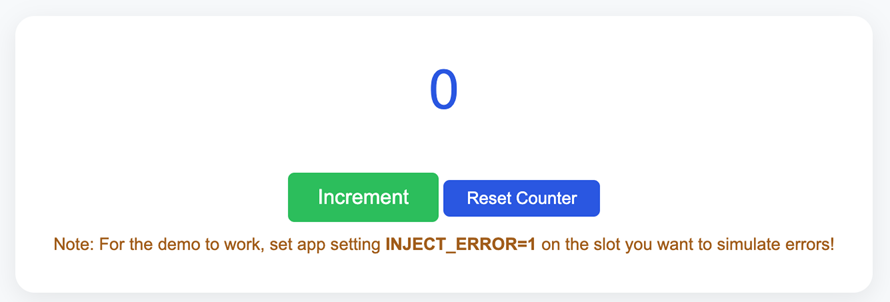 0
Increment
Reset Counter
Note: For the demo to work, set app setting INJECT_ERROR=1 on the slot you want to simulate errors!